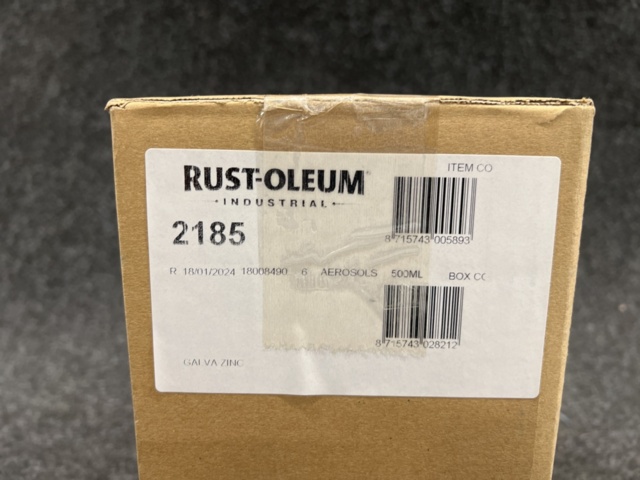 RUST-OLEUM
INDUSTRIAL
ITEM CO
8 715743 005893
2185
R 18/01/2024 18008490 6 AEROSOLS 500ML BOX CO
8 715743 028212
GALVA ZINC